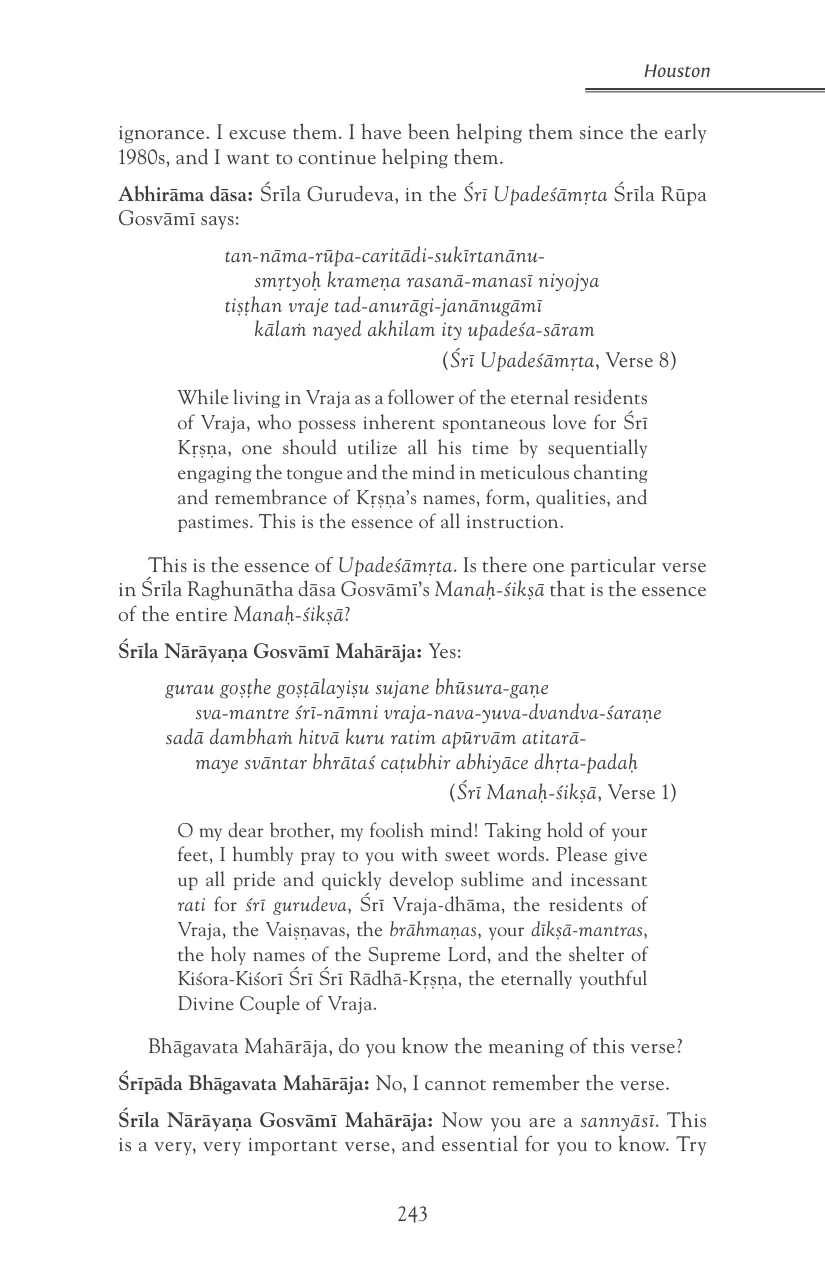 Houston
ignorance. I excuse them. I have been helping them since the early
1980s, and I want to continue helping them.
Abhirāma dāsa: Śrīla Gurudeva, in the Śrī Upadeśāmṛta Śrīla Rūpa
Gosvāmī says:
tan-nāma-rūpa-caritādi-sukīrtanānu-
smṛtyoḥ krameṇa rasanā-manasī niyojya
tiṣṭhan vraje tad-anurāgi-janānugāmī
kālaṁ nayed akhilam ity upadeśa-sāram
(Śrī Upadeśāmṛta, Verse 8)
While living in Vraja as a follower of the eternal residents
of Vraja, who possess inherent spontaneous love for Śrī
Kṛṣṇa, one should utilize all his time by sequentially
engaging the tongue and the mind in meticulous chanting
and remembrance of Kṛṣṇa’s names, form, qualities, and
pastimes. This is the essence of all instruction.
This is the essence of Upadeśāmṛta. Is there one particular verse
in Śrīla Raghunātha dāsa Gosvāmī’s Manaḥ-śikṣā that is the essence
of the entire Manaḥ-śikṣā?
Śrīla Nārāyaṇa Gosvāmī Mahārāja: Yes:
gurau goṣṭhe goṣṭālayiṣu sujane bhūsura-gaṇe
sva-mantre śrī-nāmni vraja-nava-yuva-dvandva-śaraṇe
sadā dambhaṁ hitvā kuru ratim apūrvām atitarā-
maye svāntar bhrātaś caṭubhir abhiyāce dhṛta-padaḥ
(Śrī Manaḥ-śikṣā, Verse 1)
O my dear brother, my foolish mind! Taking hold of your
feet, I humbly pray to you with sweet words. Please give
up all pride and quickly develop sublime and incessant
rati for śrī gurudeva, Śrī Vraja-dhāma, the residents of
Vraja, the Vaiṣṇavas, the brāhmaṇas, your dīkṣā-mantras,
the holy names of the Supreme Lord, and the shelter of
Kiśora-Kiśorī Śrī Śrī Rādhā-Kṛṣṇa, the eternally youthful
Divine Couple of Vraja.
Bhāgavata Mahārāja, do you know the meaning of this verse?
Śrīpāda Bhāgavata Mahārāja: No, I cannot remember the verse.
Śrīla Nārāyaṇa Gosvāmī Mahārāja: Now you are a sannyāsī. This
is a very, very important verse, and essential for you to know. Try
243